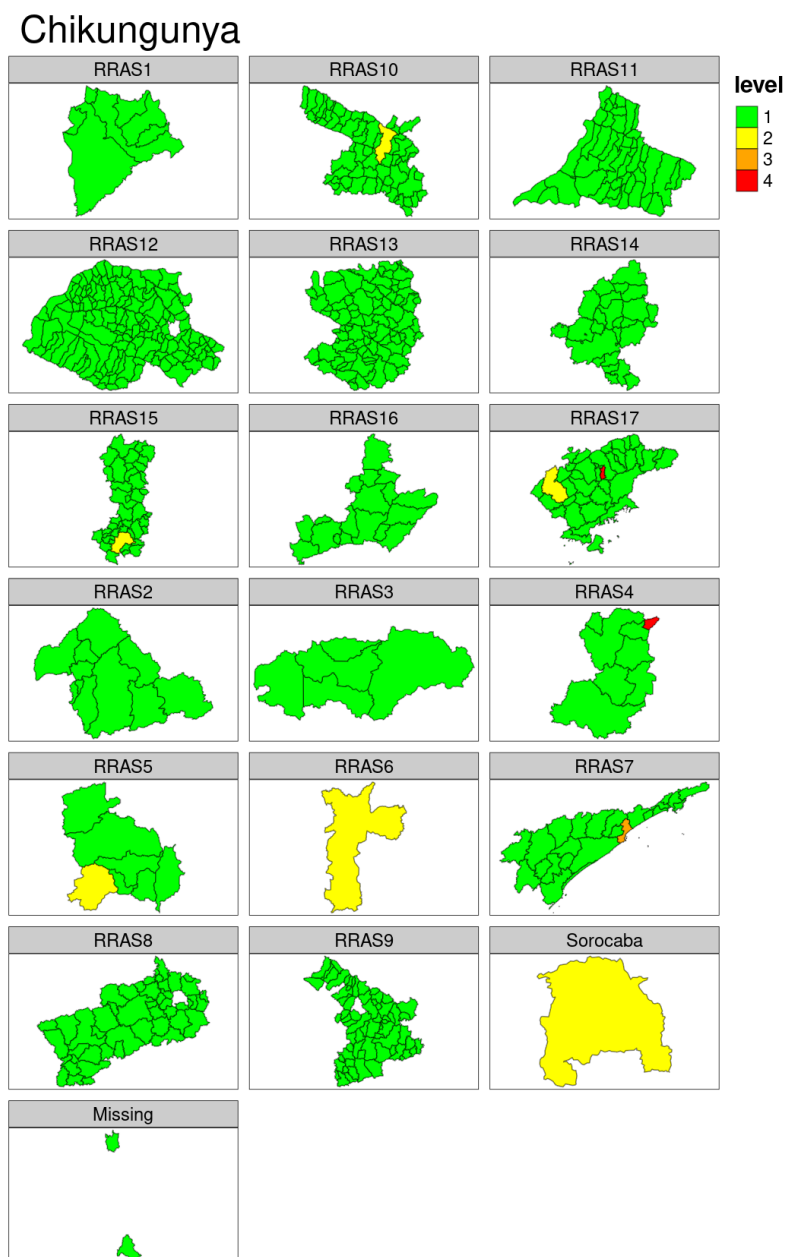 Chikungunya
RRAS1
RRAS10
RRAS11
level
1
2
3
4
RRAS12
RRAS13
RRAS14
RRAS15
RRAS16
RRAS17
RRAS2
RRAS3
RRAS4
RRAS5
RRAS6
RRAS7
RRAS8
RRAS9
Sorocaba
Missing